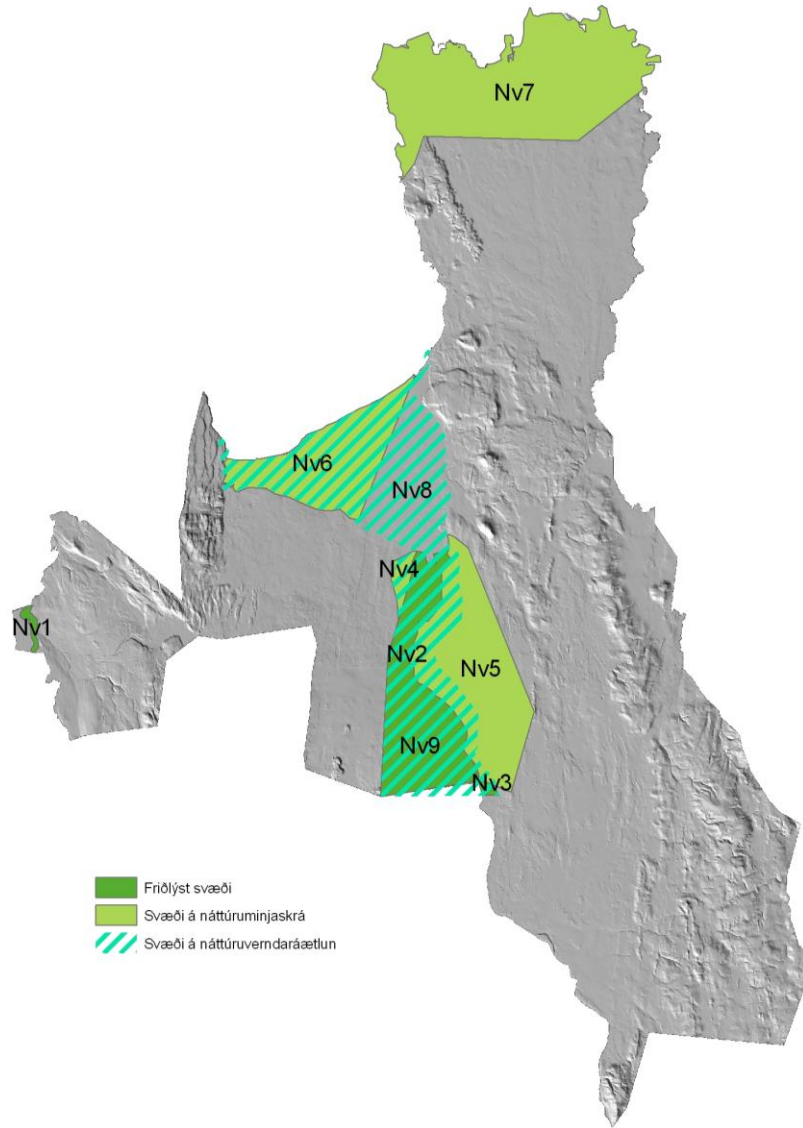 Nv7
Nv6
Nv8
Nv4
Nv1
Nv2
Nv5
Nv9
Nv3
Friðlýst svæði
Svæði á náttúruminjaskrá
Svæði á náttúruverndaráætlun